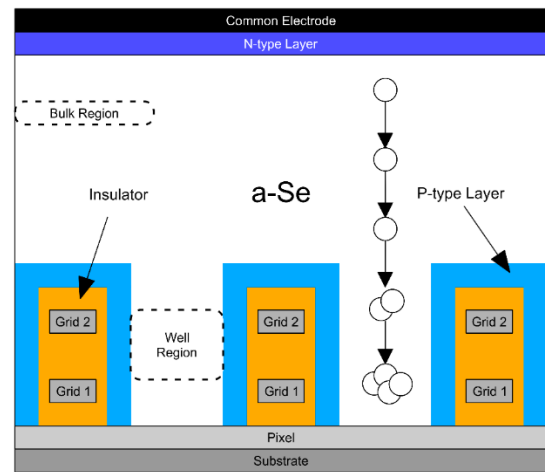 Common Electrode
N-type Layer
Bulk Region
Insulator
a-Se
P-type Layer
Grid 2
Well
Region
Grid 2
Grid 2
Grid 1
Grid 1
Grid 1
Pixel
Substrate